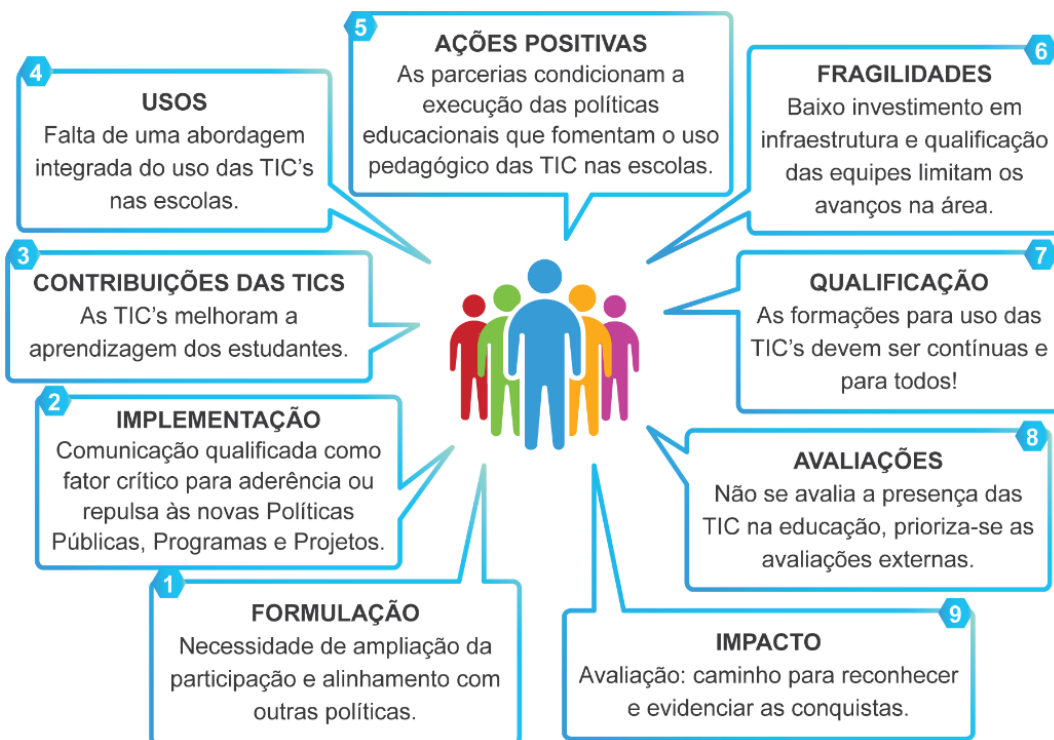 1
FORMULAÇÃO
Necessidade de ampliação da
participação e alinhamento com
outras políticas.
2
IMPLEMENTAÇÃO
Comunicação qualificada como
fator crítico para aderência ou
repulsa às novas Políticas
Públicas, Programas e Projetos.
3
CONTRIBUIÇÕES DAS TICS
As TIC's melhoram a
aprendizagem dos estudantes.
4
USOS
Falta de uma abordagem
integrada do uso das TIC's
nas escolas.
5
AÇÕES POSITIVAS
As parcerias condicionam a
execução das políticas
educacionais que fomentam o uso
pedagógico das TIC nas escolas.
6
FRAGILIDADES
Baixo investimento em
infraestrutura e qualificação
das equipes limitam os
avanços na área.
7
QUALIFICAÇÃO
As formações para uso das
TIC's devem ser contínuas e
para todos!
8
AVALIAÇÕES
Não se avalia a presença das
TIC na educação, prioriza-se as
avaliações externas.
9
IMPACTO
Avaliação: caminho para reconhecer
e evidenciar as conquistas.